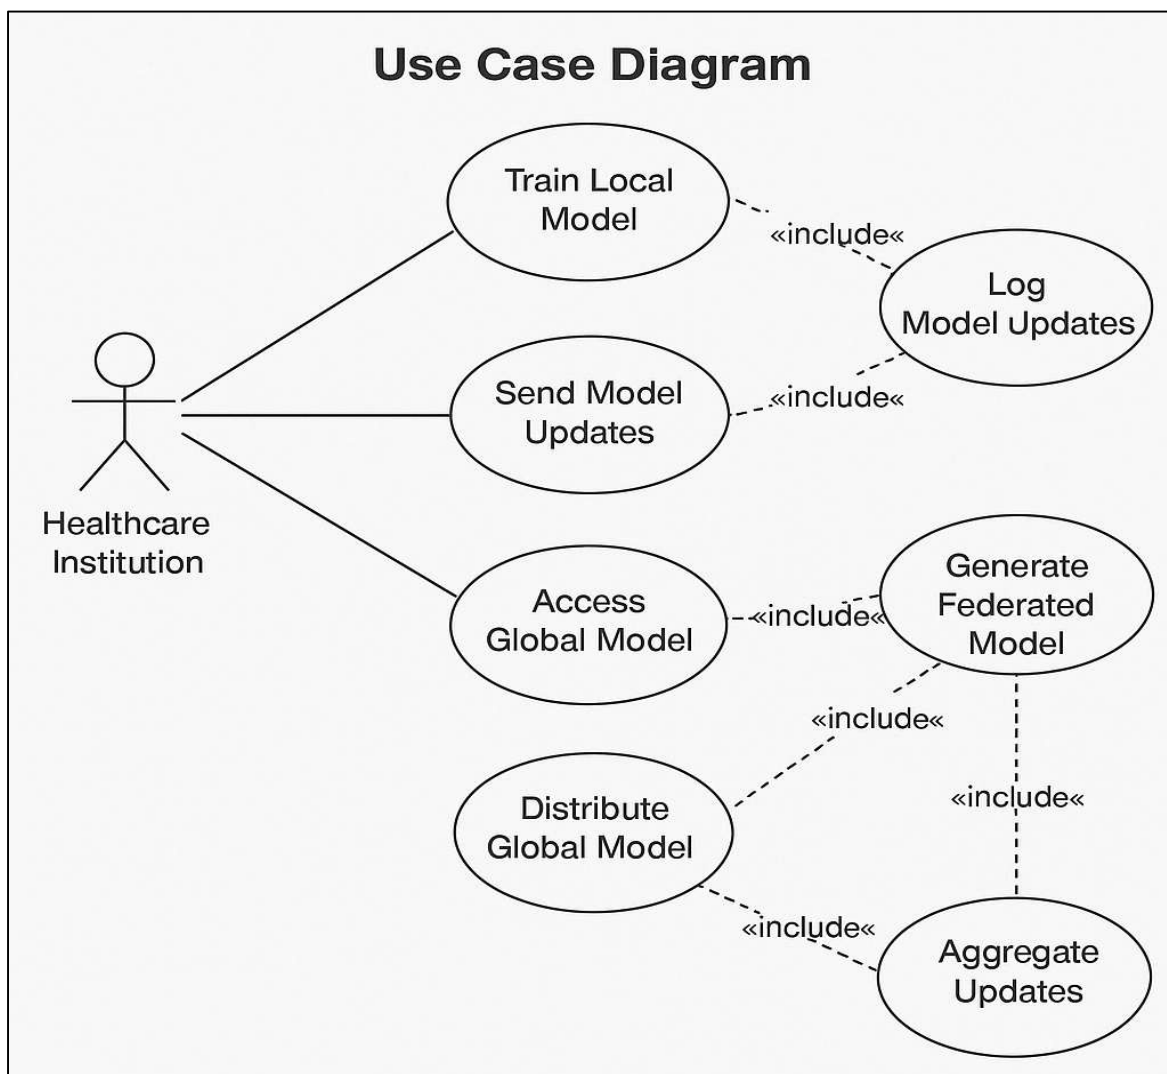 Use Case Diagram
Train Local
Model
«include«
Log
Model Updates
Send Model
Updates
«include«
Healthcare
Institution
Access
Global Model
«include«
Generate
Federated
Model
«include«
Distribute
Global Model
«include«
«include«
Aggregate
Updates